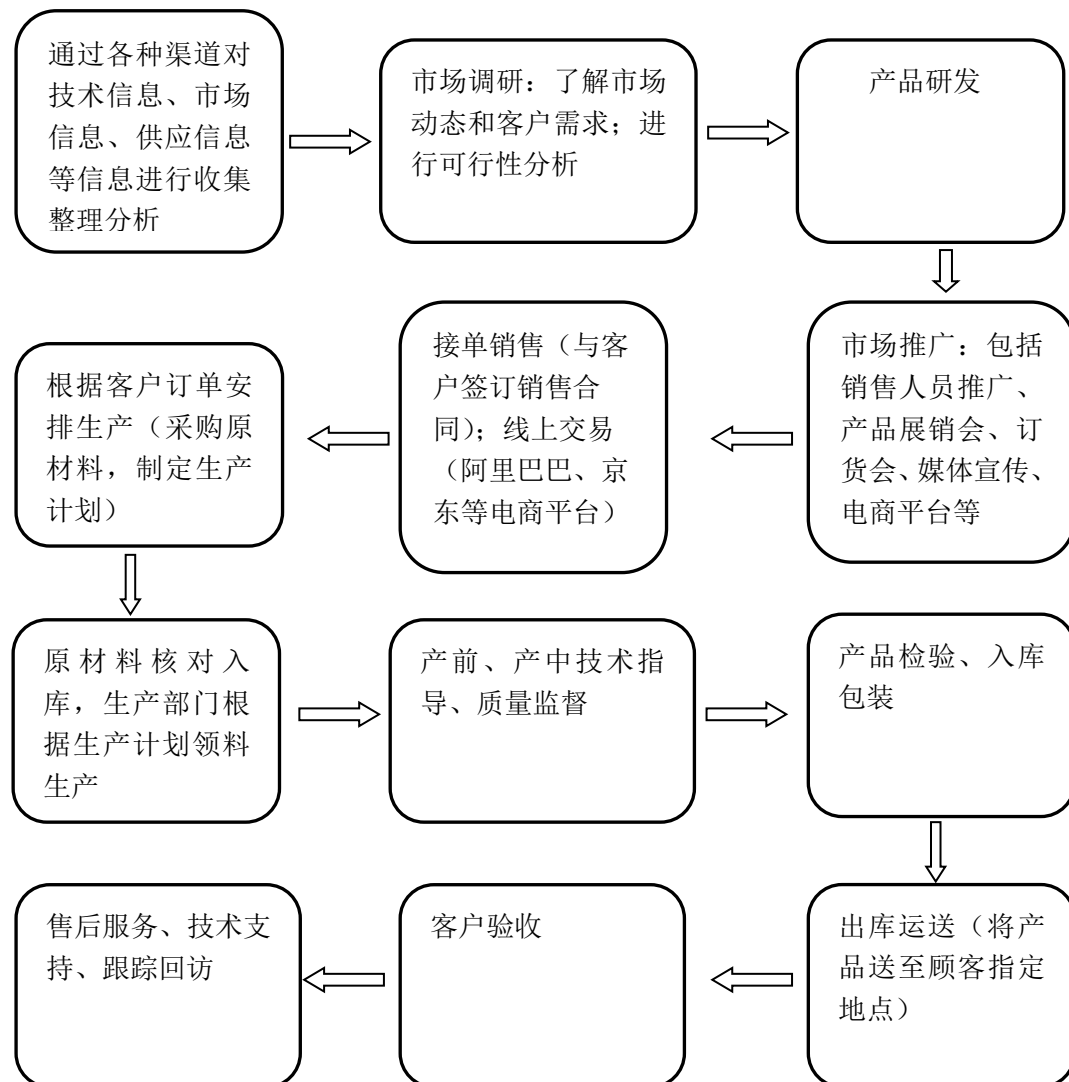 通过各种渠道对
技术信息、市场
信息、供应信息
等信息进行收集
整理分析
市场调研：了解市场
动态和客户需求；进
行可行性分析
产品研发
市场推广：包括
销售人员推广、
产品展销会、订
货会、媒体宣传、
电商平台等
接单销售（与客
户签订销售合
同）；线上交易
（阿里巴巴、京
东等电商平台）
根据客户订单安
排生产（采购原
材料，制定生产
计划）
原材料核对入
库，生产部门根
据生产计划领料
生产
产前、产中技术指
导、质量监督
产品检验、入库
包装
出库运送（将产
品送至顾客指定
地点）
客户验收
售后服务、技术支
持、跟踪回访